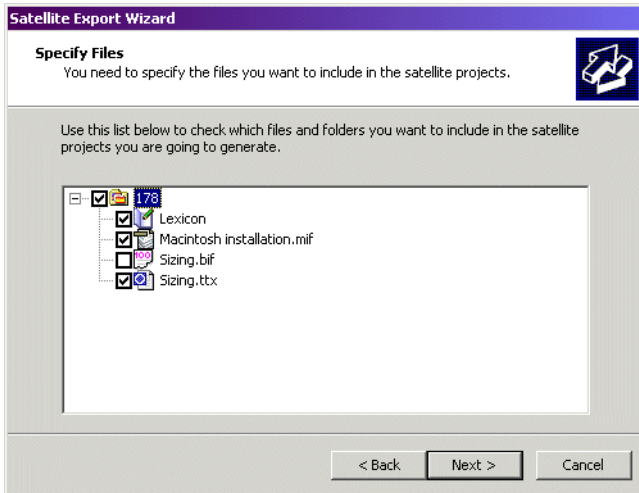 Satellite Export Wizard
Specify Files
You need to specify the files you want to include in the satellite projects.
Use this list below to check which files and folders you want to include in the satellite
projects you are going to generate.
178
Lexicon
Macintosh installation.mif
100
Sizing.bif
Sizing.ttx
< Back
Next >
Cancel